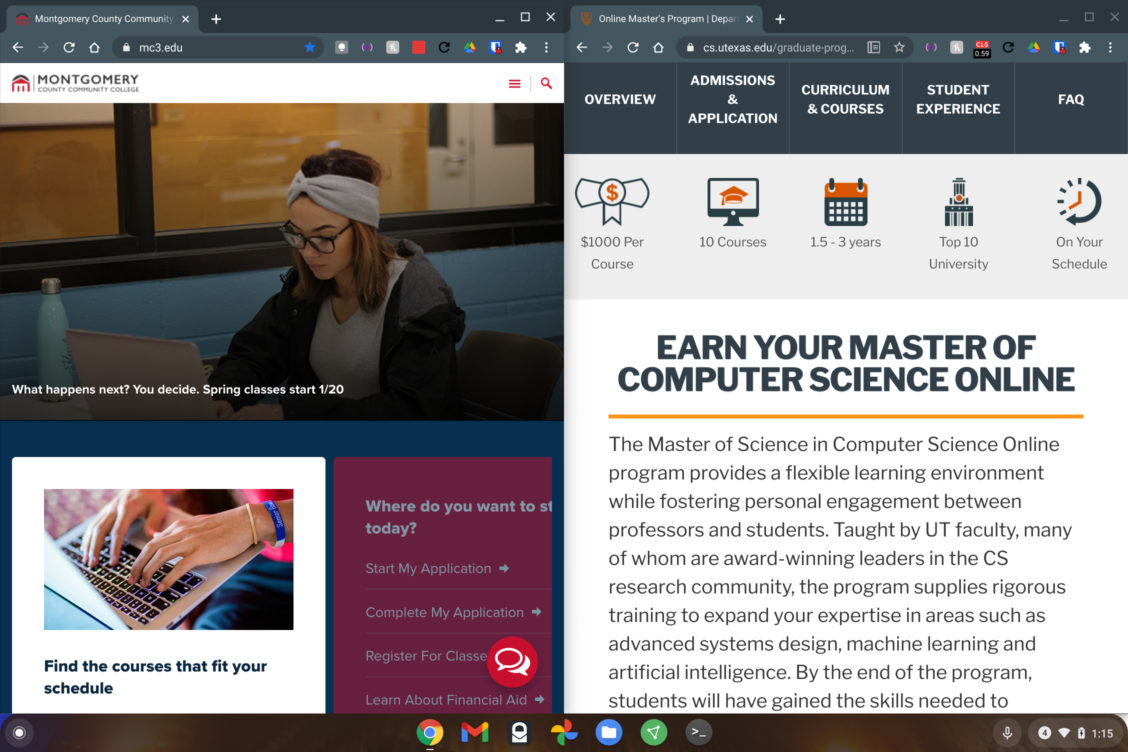 Montgomery County Community
mc3.edu
MONTGOMERY
COUNTY COMMUNITY COLLEGE
What happens next? You decide. Spring classes start 1/20
Find the courses that fit your
schedule
Where do you want to st
today?
Start My Application
Complete My Application
Register For Classe
Learn About Financial Aid
Online Master's Program | Depar
cs.utexas.edu/graduate-prog...
CLS
0.59
OVERVIEW
ADMISSIONS
&
APPLICATION
CURRICULUM
& COURSES
STUDENT
EXPERIENCE
FAQ
$
$1000 Per
Course
10 Courses
1.5 - 3 years
Top 10
University
On Your
Schedule
EARN YOUR MASTER OF
COMPUTER SCIENCE ONLINE
The Master of Science in Computer Science Online
program provides a flexible learning environment
while fostering personal engagement between
professors and students. Taught by UT faculty, many
of whom are award-winning leaders in the CS
research community, the program supplies rigorous
training to expand your expertise in areas such as
advanced systems design, machine learning and
artificial intelligence. By the end of the program,
students will have gained the skills needed to
>_
4
1:15